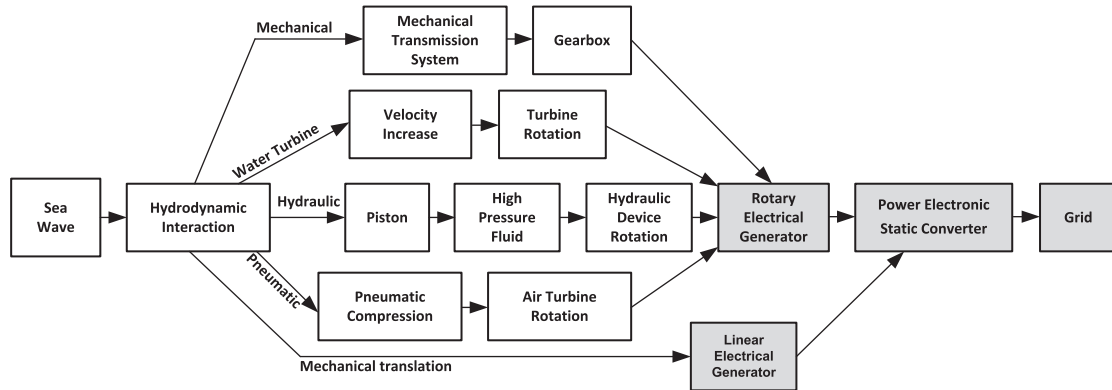 Mechanical
Mechanical
Transmission
System
Gearbox
Water Turbine
Velocity
Increase
Turbine
Rotation
Sea
Wave
Hydrodynamic
Interaction
Hydraulic
Piston
High
Pressure
Fluid
Hydraulic
Device
Rotation
Rotary
Electrical
Generator
Power Electronic
Static Converter
Grid
Pneumatic
Pneumatic
Compression
Air Turbine
Rotation
Mechanical translation
Linear
Electrical
Generator